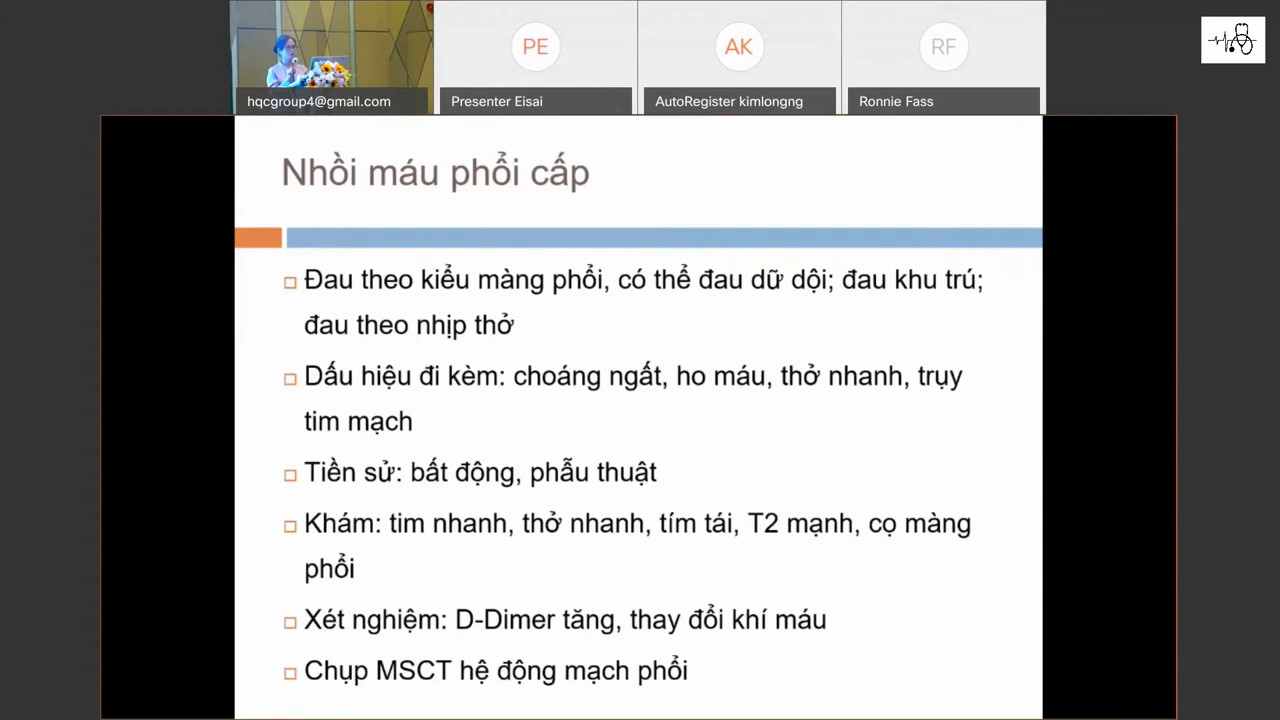 PE
AK
RF
hqcgroup4@gmail.com
Presenter Eisai
AutoRegister kimlongng
Ronnie Fass
Nhồi máu phổi cấp
Đau theo kiểu màng phổi, có thể đau dữ dội; đau khu trú;
đau theo nhịp thở
Dấu hiệu đi kèm: choáng ngất, ho máu, thở nhanh, trụy
tim mạch
Tiền sử: bất động, phẫu thuật
Khám: tim nhanh, thở nhanh, tím tái, T2 mạnh, cọ màng
phổi
Xét nghiệm: D-Dimer tăng, thay đổi khí máu
Chụp MSCT hệ động mạch phổi